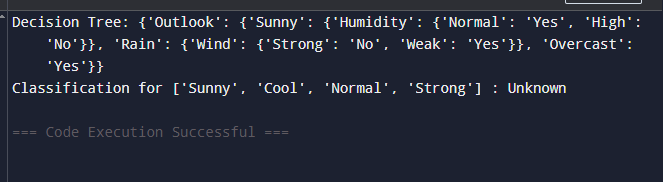 Decision Tree: {'Outlook': {'Sunny': {'Humidity': {'Normal': 'Yes', 'High':
'No'}}, 'Rain': {'Wind': {'Strong': 'No', 'Weak': 'Yes'}}, 'Overcast':
'Yes'}}
Classification for ['Sunny', 'Cool', 'Normal', 'Strong'] : Unknown
=== Code Execution Successful ===